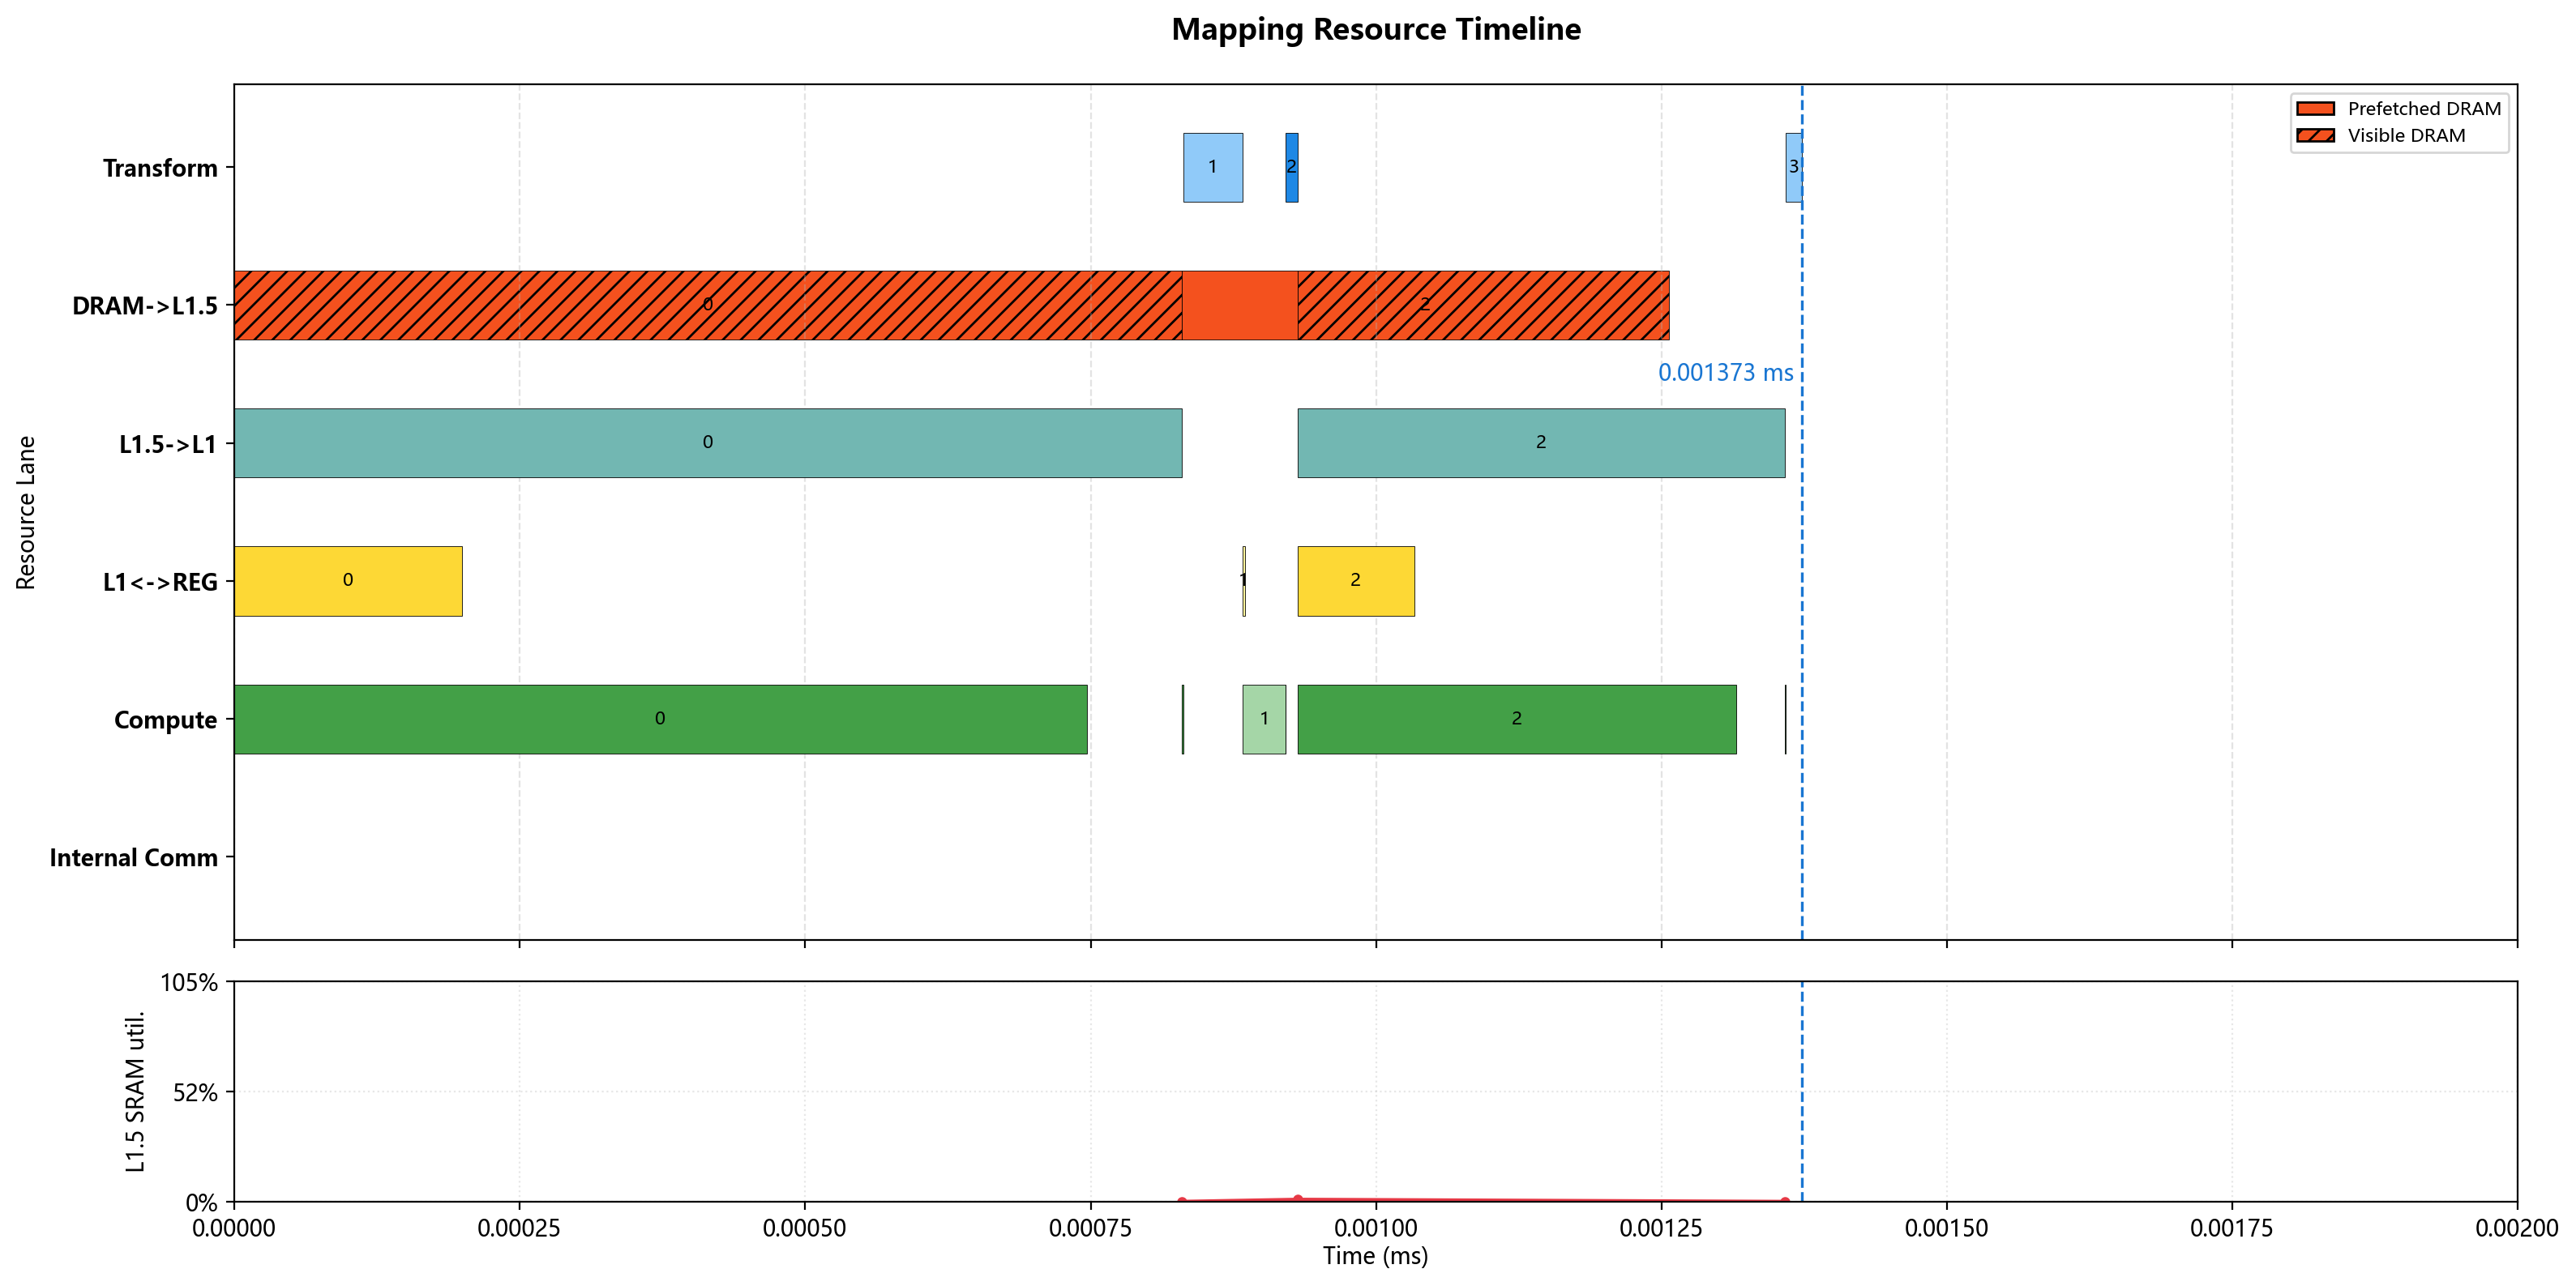 Mapping Resource Timeline
Prefetched DRAM
Visible DRAM
Resource Lane
Transform
1
2
3
DRAM->L1.5
0
2
0.001373 ms
L1.5->L1
0
2
L1<->REG
0
1
2
Compute
0
1
2
Internal Comm
L1.5 SRAM util.
105%
52%
0%
0.00000 0.00025 0.00050 0.00075 0.00100 0.00125 0.00150 0.00175 0.00200
Time (ms)